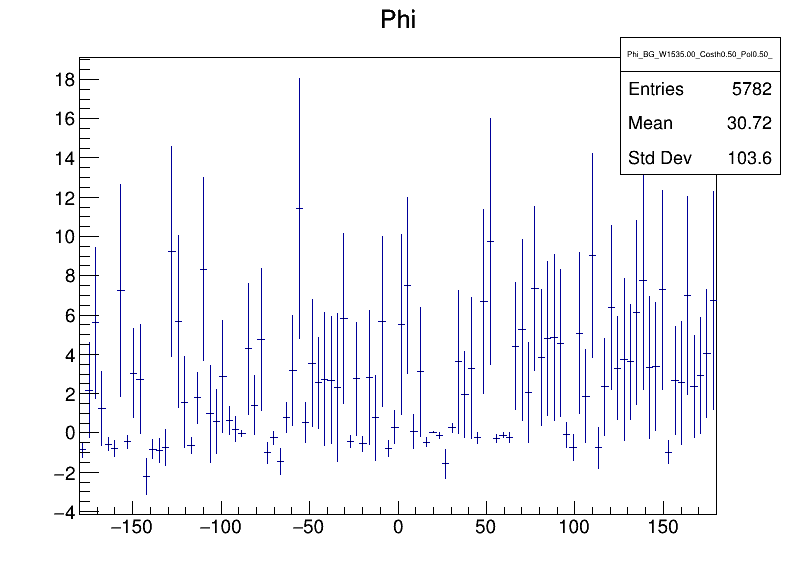 Phi
Phi_BG_W1535.00_Costh0.50_Pol0.50_
Entries 5782
Mean 30.72
Std Dev 103.6
18
16
14
12
10
8
6
4
2
0
−2
−4
−150 −100 −50 0 50 100 150